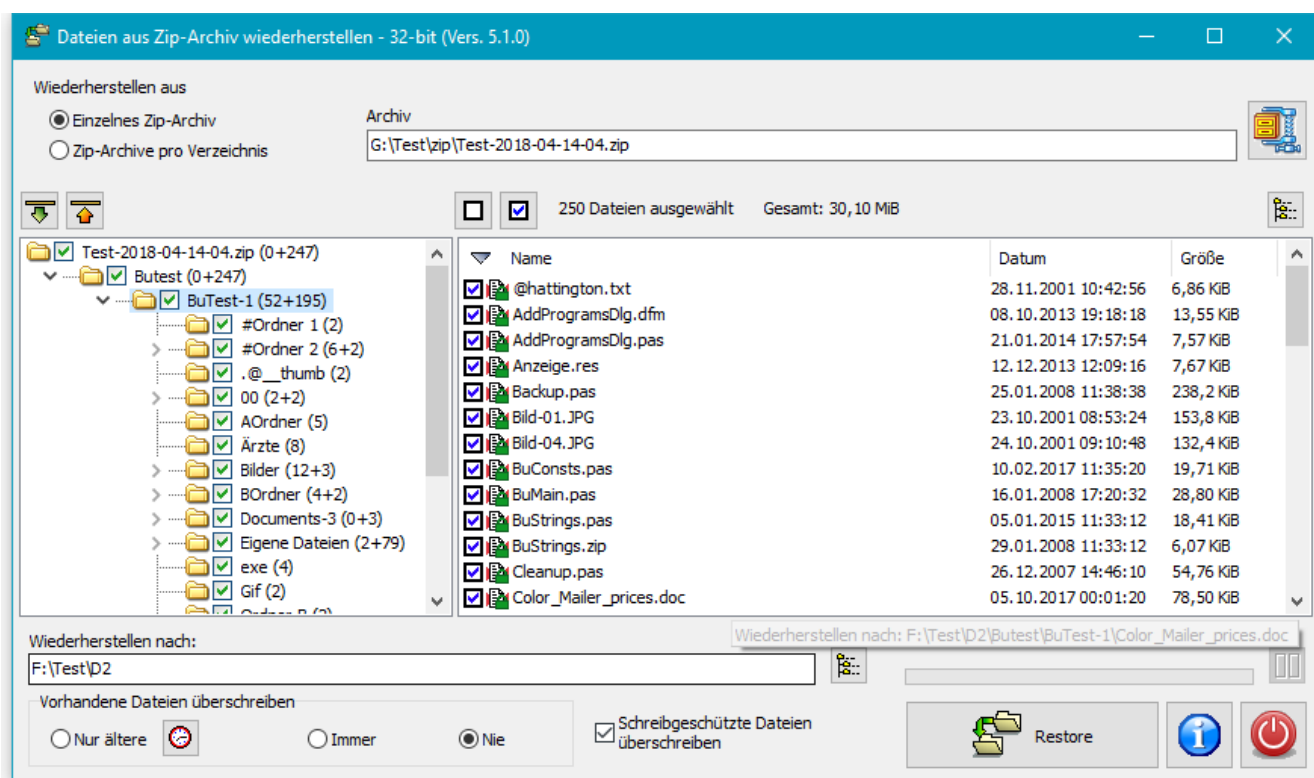 Dateien aus Zip-Archiv wiederherstellen - 32-bit (Vers. 5.1.0)
Wiederherstellen aus
Einzelnes Zip-Archiv
Zip-Archive pro Verzeichnis
Archiv
G:\Test\zip\Test-2018-04-14-04.zip
250 Dateien ausgewählt Gesamt: 30,10 MiB
Test-2018-04-14-04.zip (0+247)
Butest (0+247)
BuTest-1 (52+195)
#Ordner 1 (2)
#Ordner 2 (6+2)
.@__thumb (2)
00 (2+2)
AOrdner (5)
Ärzte (8)
Bilder (12+3)
BOrdner (4+2)
Documents-3 (0+3)
Eigene Dateien (2+79)
exe (4)
Gif (2)
Name Datum Größe
@hattington.txt 28.11.2001 10:42:56 6,86 KiB
AddProgramsDlg.dfm 08.10.2013 19:18:18 13,55 KiB
AddProgramsDlg.pas 21.01.2014 17:57:54 7,57 KiB
Anzeige.res 12.12.2013 12:09:16 7,67 KiB
Backup.pas 25.01.2008 11:38:38 238,2 KiB
Bild-01.JPG 23.10.2001 08:53:24 153,8 KiB
Bild-04.JPG 24.10.2001 09:10:48 132,4 KiB
BuConsts.pas 10.02.2017 11:35:20 19,71 KiB
BuMain.pas 16.01.2008 17:20:32 28,80 KiB
BuStrings.pas 05.01.2015 11:33:12 18,41 KiB
BuStrings.zip 29.01.2008 11:33:12 6,07 KiB
Cleanup.pas 26.12.2007 14:46:10 54,76 KiB
Color_Mailer_prices.doc 05.10.2017 00:01:20 78,50 KiB
Wiederherstellen nach: F:\Test\D2\Butest\BuTest-1\Color_Mailer_prices.doc
Wiederherstellen nach:
F:\Test\D2
Vorhandene Dateien überschreiben
Nur ältere
Immer
Nie
Schreibgeschützte Dateien
überschreiben
Restore